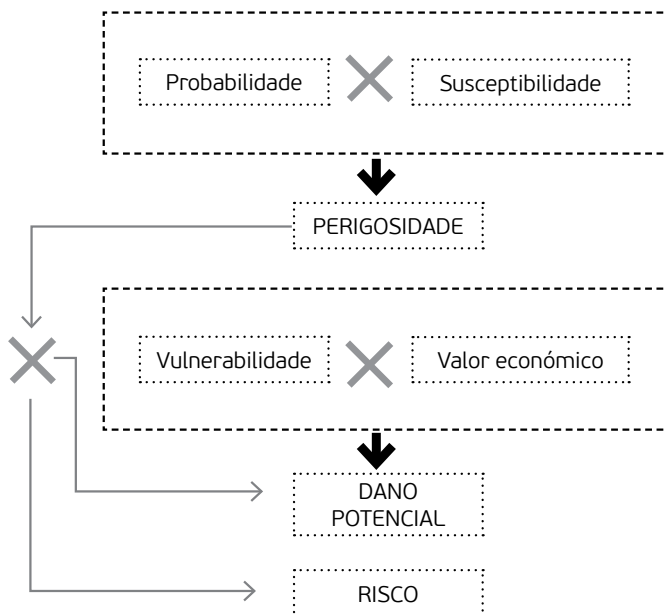 Probabilidade
Susceptibilidade
PERIGOSIDADE
Vulnerabilidade
Valor económico
DANO
POTENCIAL
RISCO